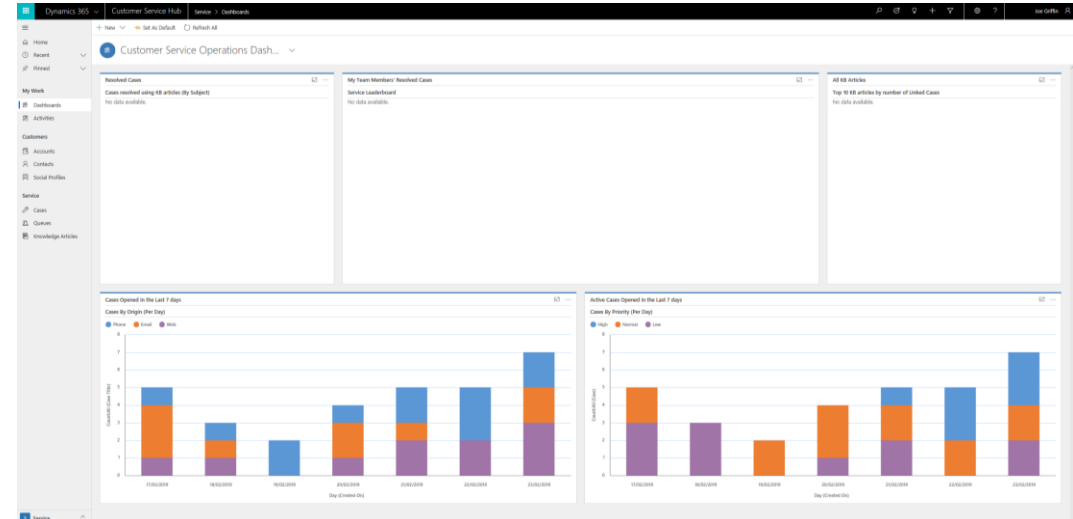 Dynamics 365
Customer Service Hub
Service > Dashboards
Joe Griffin
New
Set As Default
Refresh All
Home
Recent
Pinned
My Work
Dashboards
Activities
Customers
Accounts
Contacts
Social Profiles
Service
Cases
Queues
Knowledge Articles
Service
Customer Service Operations Dash...
Resolved Cases
Cases resolved using KB articles (By Subject)
No data available.
My Team Members' Resolved Cases
Service Leaderboard
No data available.
All KB Articles
Top 10 KB articles by number of Linked Cases
No data available.
Cases Opened in the Last 7 days
Cases By Origin (Per Day)
Phone Email Web
8
7
6
5
4
3
2
1
0
CountAll (Case Title)
17/02/2019 18/02/2019 19/02/2019 20/02/2019 21/02/2019 22/02/2019 23/02/2019
Day (Created On)
Active Cases Opened in the Last 7 days
Cases By Priority (Per Day)
High Normal Low
8
7
6
5
4
3
2
1
0
CountAll (Case)
17/02/2019 18/02/2019 19/02/2019 20/02/2019 21/02/2019 22/02/2019 23/02/2019
Day (Created On)